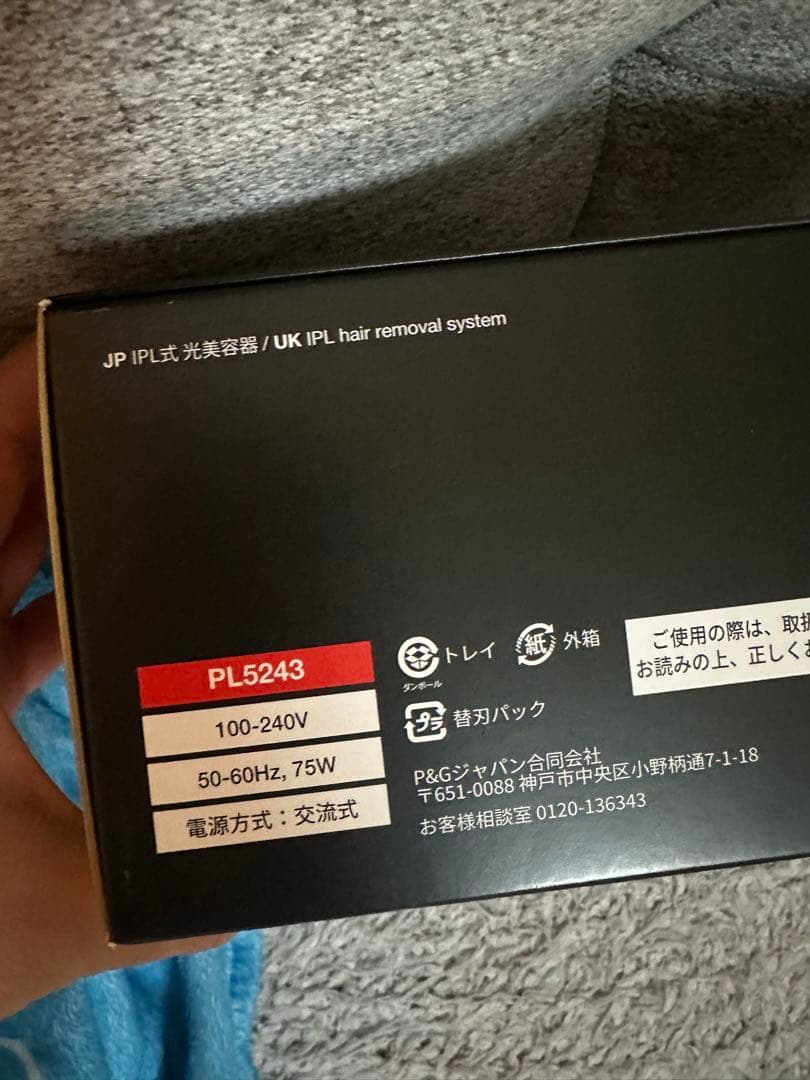 JP IPL式 光美容器 / UK IPL hair removal system
PL5243
100-240V
50-60Hz, 75W
電源方式：交流式
トレイ
ダンボール
紙 外箱
プラ 替刃パック
P&Gジャパン合同会社
〒651-0088 神戸市中央区小野柄通7-1-18
お客様相談室 0120-136343
ご使用の際は、取扱
お読みの上、正しく